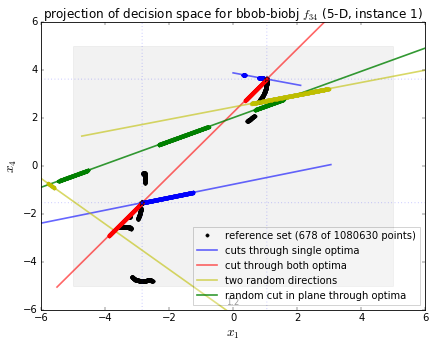 projection of decision space for bbob-biobj f34 (5-D, instance 1)
6
4
2
0
−2
−4
−6
x4
reference set (678 of 1080630 points)
cuts through single optima
cut through both optima
two random directions
random cut in plane through optima
−6 −4 −2 0 2 4 6
x1